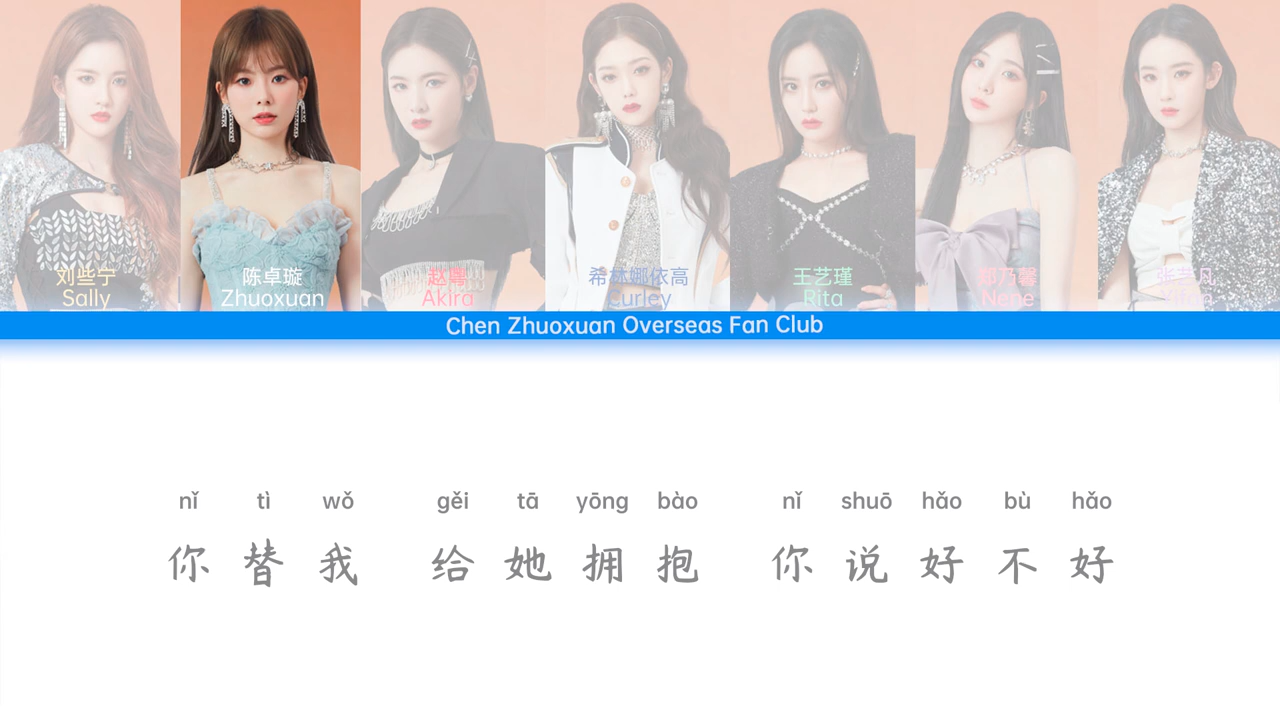 刘些宁 陈卓璇 赵粤 希林娜依高 王艺瑾 郑乃馨 张艺凡
Sally Zhuoxuan Akira Curley Rita Nene Yifan
Chen Zhuoxuan Overseas Fan Club
nǐ tì wǒ gěi tā yōng bào nǐ shuō hǎo bù hǎo
你替我 给她拥抱 你说好不好